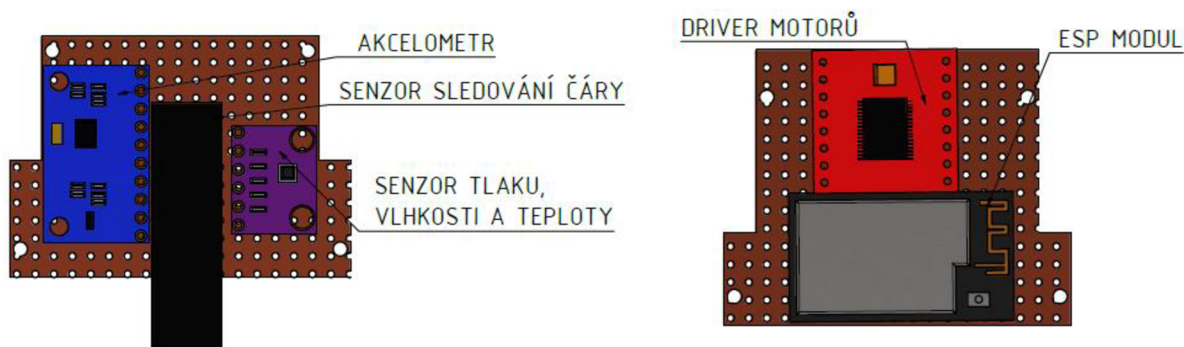 AKCELOMETR
SENZOR SLEDOVÁNÍ ČÁRY
SENZOR TLAKU,
VLHKOSTI A TEPLOTY
DRIVER MOTORŮ
ESP MODUL